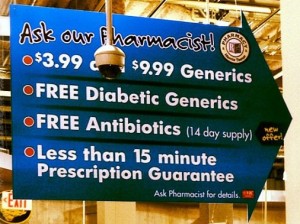 Ask our Pharmacist!
$3.99 $9.99 Generics
FREE Diabetic Generics
FREE Antibiotics (14 day supply)
Less than 15 minute
Prescription Guarantee
Ask Pharmacist for details.
EXIT